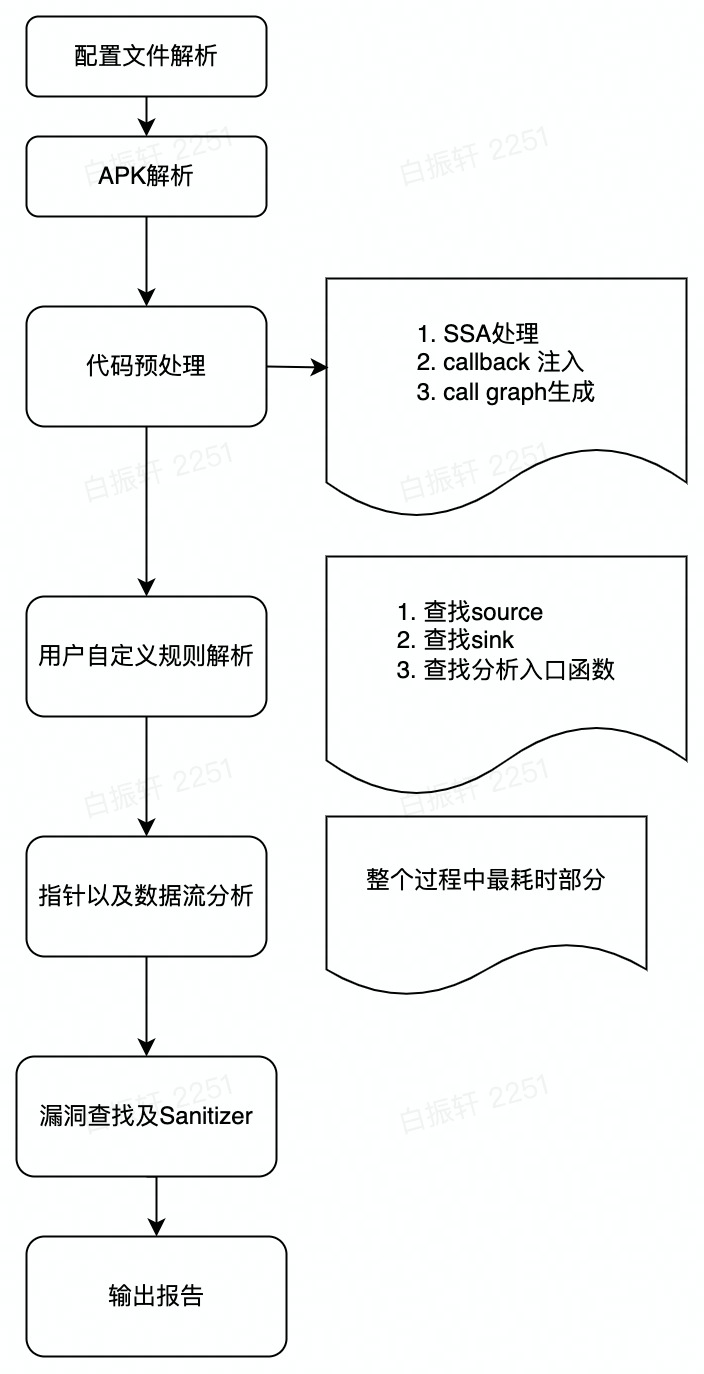 配置文件解析
APK解析
白振轩 2251
白振轩 2251
代码预处理
1. SSA处理
2. callback 注入
3. call graph生成
白振轩 2251
白振轩 2251
用户自定义规则解析
1. 查找source
2. 查找sink
3. 查找分析入口函数
白振轩 2251
白振轩 2251
指针以及数据流分析
整个过程中最耗时部分
漏洞查找及Sanitizer
白振轩 2251
白振轩 2251
输出报告